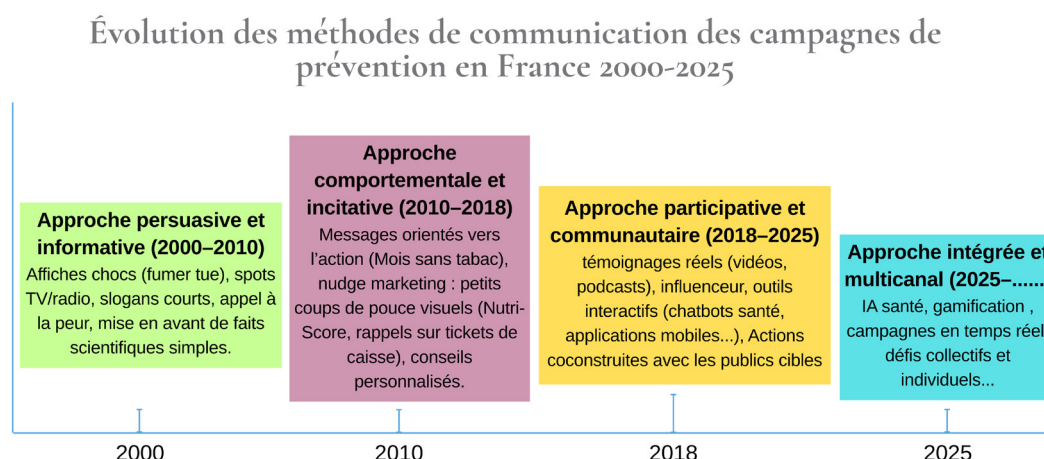 Évolution des méthodes de communication des campagnes de
prévention en France 2000-2025
Approche persuasive et
informative (2000–2010)
Affiches chocs (fumer tue), spots
TV/radio, slogans courts, appel à
la peur, mise en avant de faits
scientifiques simples.
Approche
comportementale et
incitative (2010–2018)
Messages orientés vers
l'action (Mois sans tabac),
nudge marketing : petits
coups de pouce visuels (Nutri-
Score, rappels sur tickets de
caisse), conseils
personnalisés.
Approche participative et
communautaire (2018–2025)
témoignages réels (vidéos,
podcasts), influenceur, outils
interactifs (chatbots santé,
applications mobiles...), Actions
coconstruites avec les publics cibles
Approche intégrée et
multicanal (2025–......
IA santé, gamification ,
campagnes en temps réel
défis collectifs et
individuels...
2000
2010
2018
2025